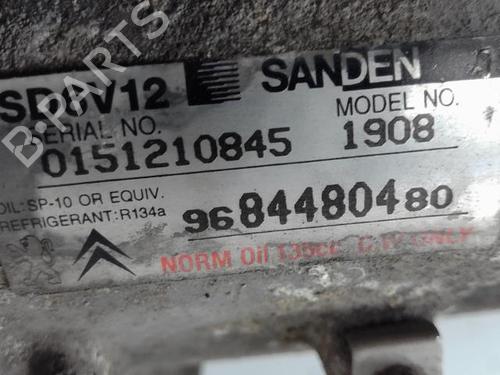 B-PARTS
SD6V12 SANDEN
SERIAL NO. MODEL NO.
0151210845 1908
OIL: SP-10 OR EQUIV.
REFRIGERANT: R134a
9684480480
NORM Oil 135cc